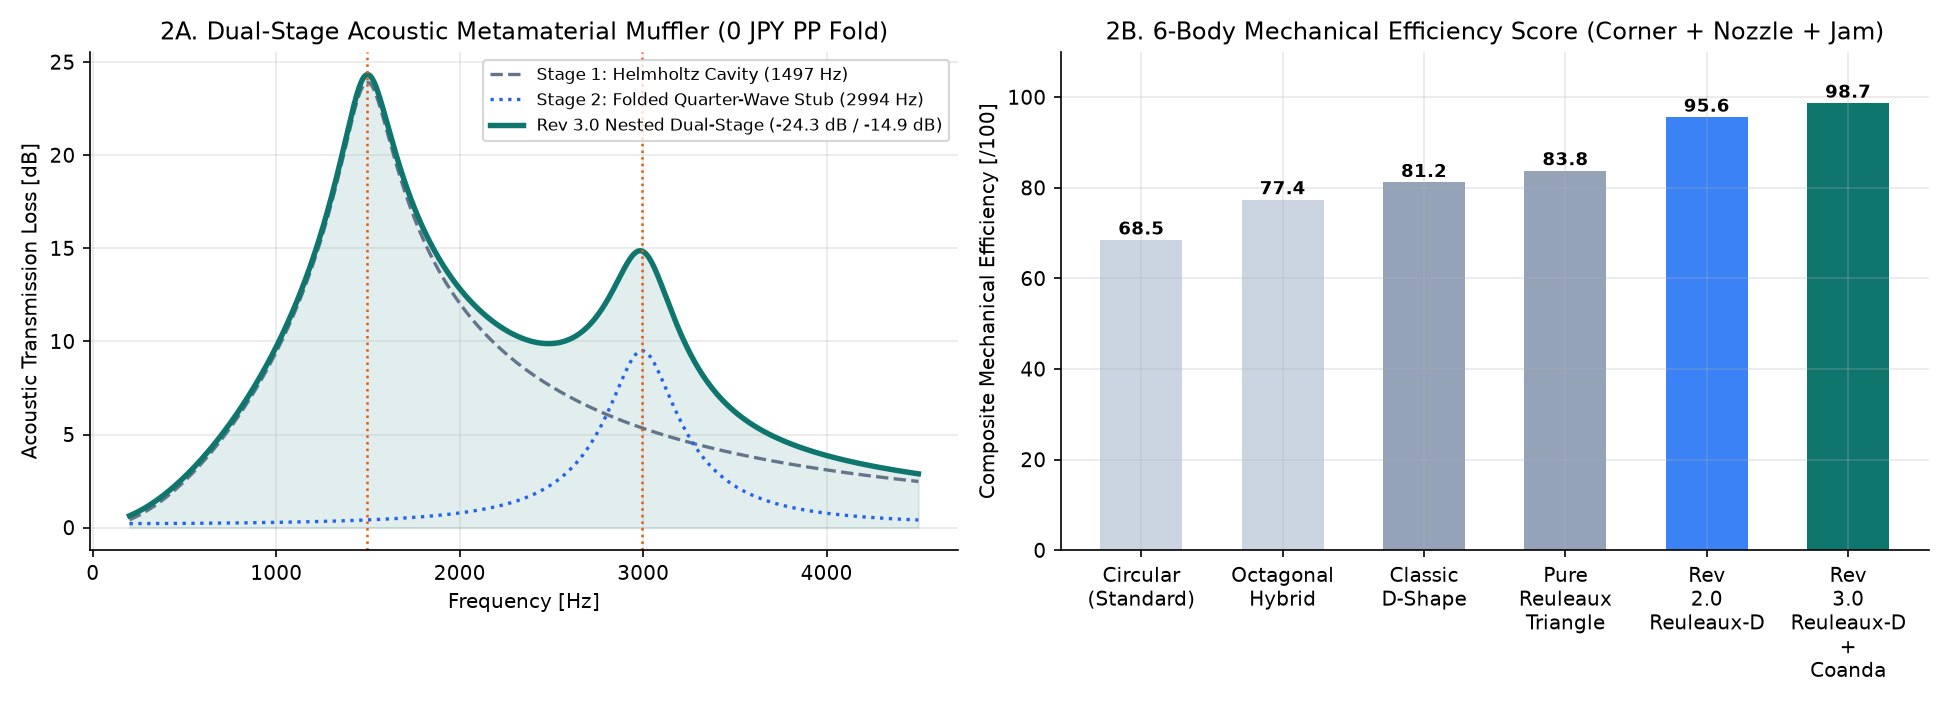 2A. Dual-Stage Acoustic Metamaterial Muffler (0 JPY PP Fold)
Acoustic Transmission Loss [dB]
25
20
15
10
5
0
Stage 1: Helmholtz Cavity (1497 Hz)
Stage 2: Folded Quarter-Wave Stub (2994 Hz)
Rev 3.0 Nested Dual-Stage (-24.3 dB / -14.9 dB)
0
1000
2000
3000
4000
Frequency [Hz]
2B. 6-Body Mechanical Efficiency Score (Corner + Nozzle + Jam)
Composite Mechanical Efficiency [/100]
100
80
60
40
20
0
68.5
77.4
81.2
83.8
95.6
98.7
Circular
(Standard)
Octagonal
Hybrid
Classic
D-Shape
Pure
Reuleaux
Triangle
Rev
2.0
Reuleaux-D
Rev
3.0
Reuleaux-D
+
Coanda